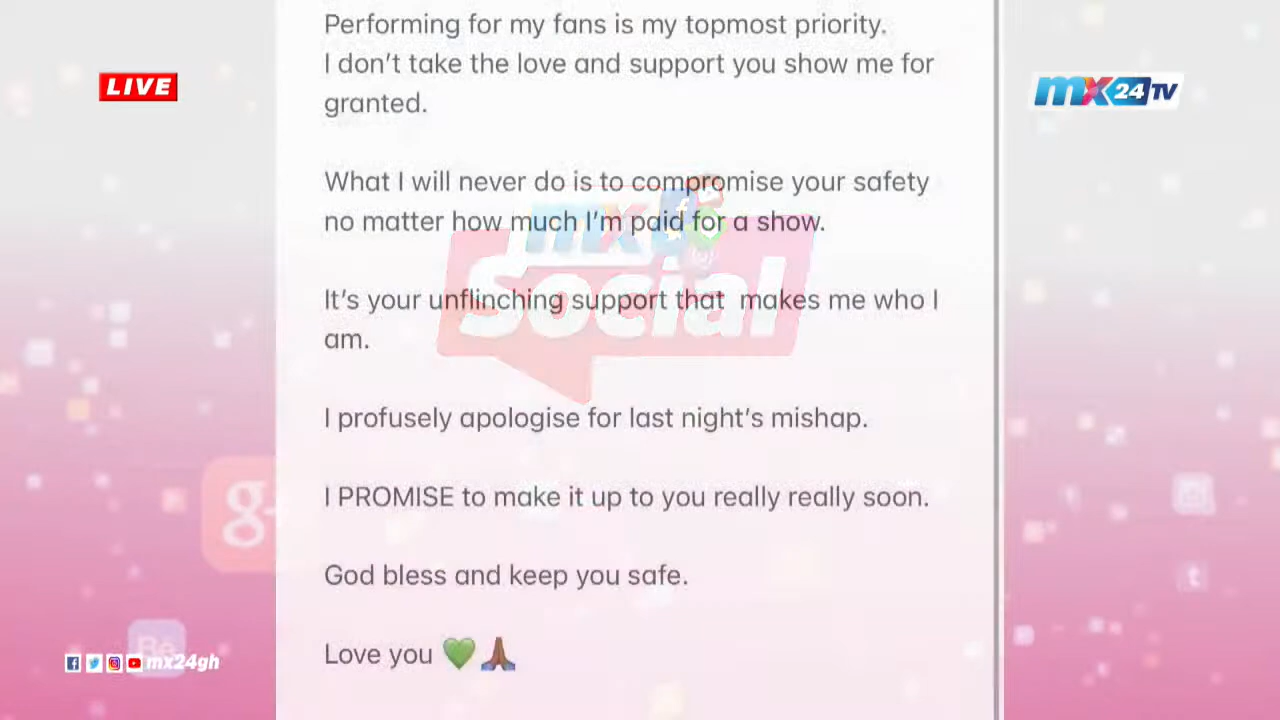 Performing for my fans is my topmost priority.
I don't take the love and support you show me for
granted.
What I will never do is to compromise your safety
no matter how much I'm paid for a show.
It's your unflinching support that makes me who I
am.
I profusely apologise for last night's mishap.
I PROMISE to make it up to you really really soon.
God bless and keep you safe.
Love you 💚🙏🏾
LIVE
mx24TV
mx
Social
g+
Bē
t
t
mx24gh